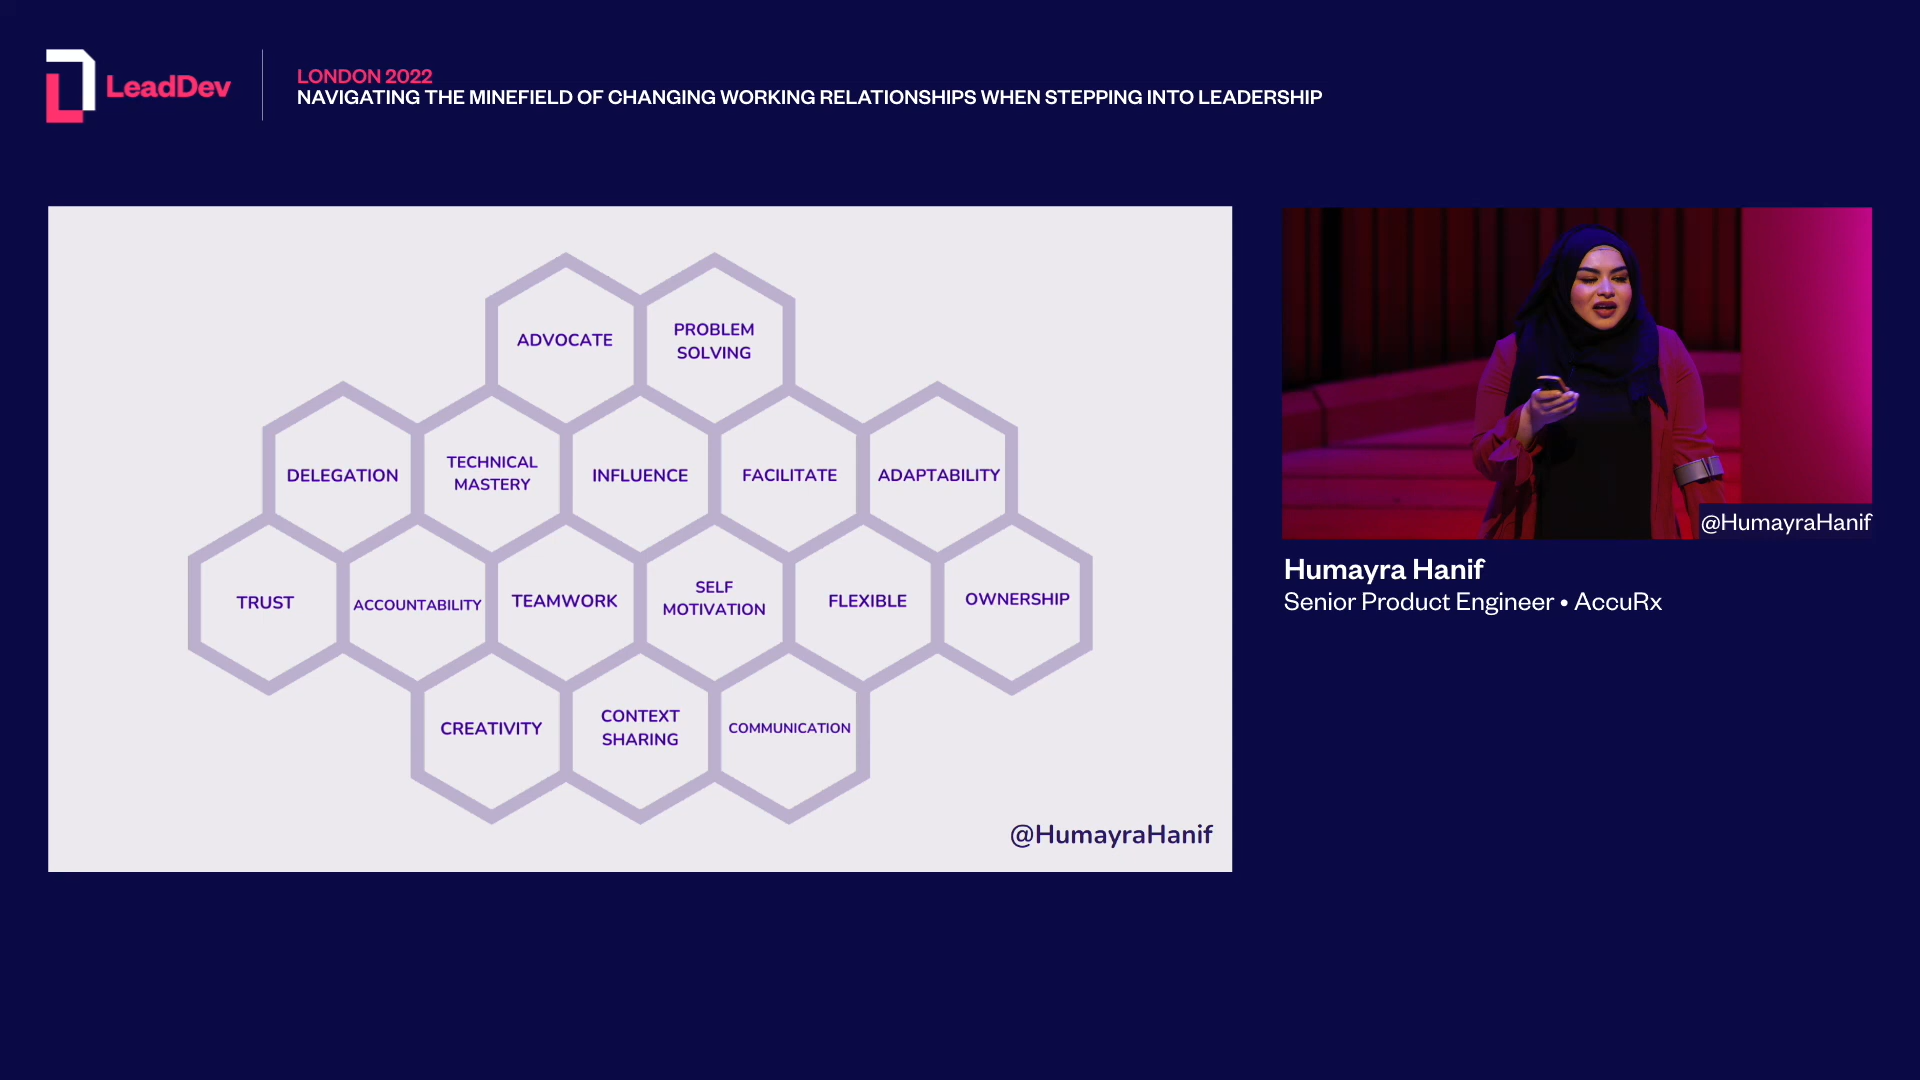 LeadDev
LONDON 2022
NAVIGATING THE MINEFIELD OF CHANGING WORKING RELATIONSHIPS WHEN STEPPING INTO LEADERSHIP
ADVOCATE
PROBLEM
SOLVING
DELEGATION
TECHNICAL
MASTERY
INFLUENCE
FACILITATE
ADAPTABILITY
TRUST
ACCOUNTABILITY
TEAMWORK
SELF
MOTIVATION
FLEXIBLE
OWNERSHIP
CREATIVITY
CONTEXT
SHARING
COMMUNICATION
@HumayraHanif
@HumayraHanif
Humayra Hanif
Senior Product Engineer • AccuRx